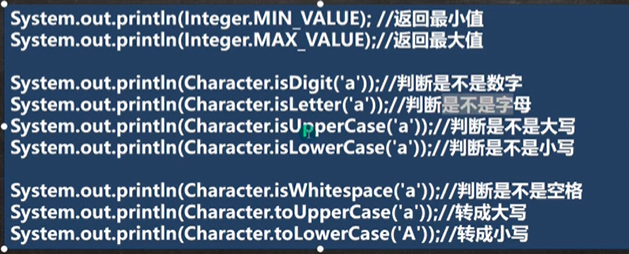 System.out.println(Integer.MIN_VALUE); //返回最小值
System.out.println(Integer.MAX_VALUE);//返回最大值
System.out.println(Character.isDigit('a'));//判断是不是数字
System.out.println(Character.isLetter('a'));//判断是不是字母
System.out.println(Character.isUpperCase('a'));//判断是不是大写
System.out.println(Character.isLowerCase('a'));//判断是不是小写
System.out.println(Character.isWhitespace('a'));//判断是不是空格
System.out.println(Character.toUpperCase('a'));//转成大写
System.out.println(Character.toLowerCase('A'));//转成小写